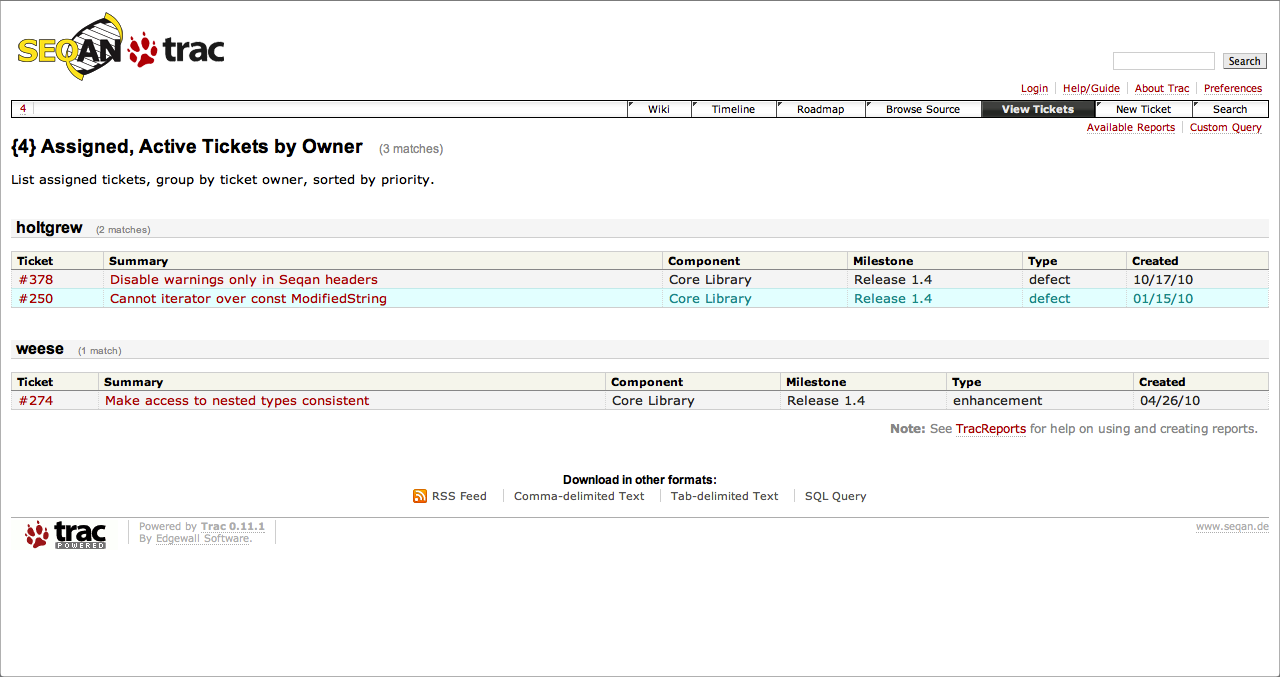 SEQAN trac
Search
Login Help/Guide About Trac Preferences
4 Wiki Timeline Roadmap Browse Source View Tickets New Ticket Search
Available Reports Custom Query
{4} Assigned, Active Tickets by Owner (3 matches)
List assigned tickets, group by ticket owner, sorted by priority.
holtgrew (2 matches)
Ticket Summary Component Milestone Type Created
#378 Disable warnings only in Seqan headers Core Library Release 1.4 defect 10/17/10
#250 Cannot iterator over const ModifiedString Core Library Release 1.4 defect 01/15/10
weese (1 match)
Ticket Summary Component Milestone Type Created
#274 Make access to nested types consistent Core Library Release 1.4 enhancement 04/26/10
Note: See TracReports for help on using and creating reports.
Download in other formats:
RSS Feed Comma-delimited Text Tab-delimited Text SQL Query
trac POWERED
Powered by Trac 0.11.1
By Edgewall Software.
www.seqan.de